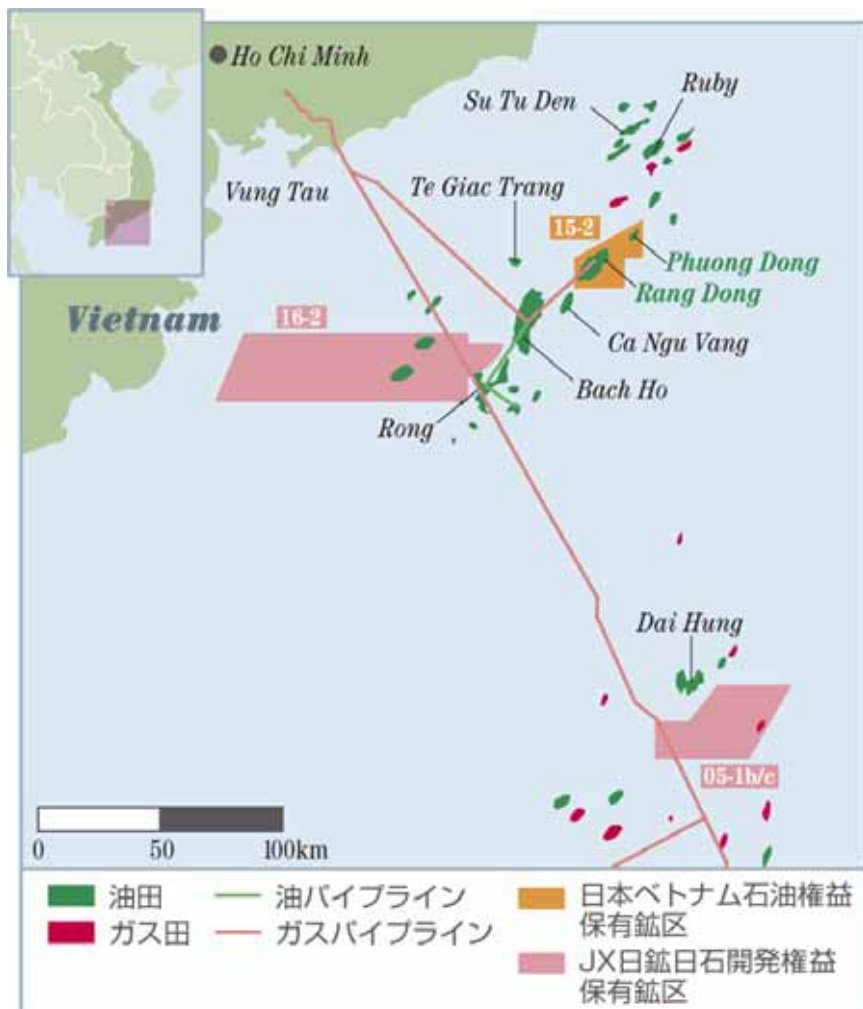 Ho Chi Minh
Su Tu Den
Ruby
Vung Tau
Te Giac Trang
15-2
Phuong Dong
Rang Dong
Vietnam
16-2
Ca Ngu Vang
Bach Ho
Rong
Dai Hung
05-1b/c
0 50 100km
油田
油パイプライン
日本ベトナム石油権益
保有鉱区
ガス田
ガスパイプライン
JX日鉱日石開発権益
保有鉱区